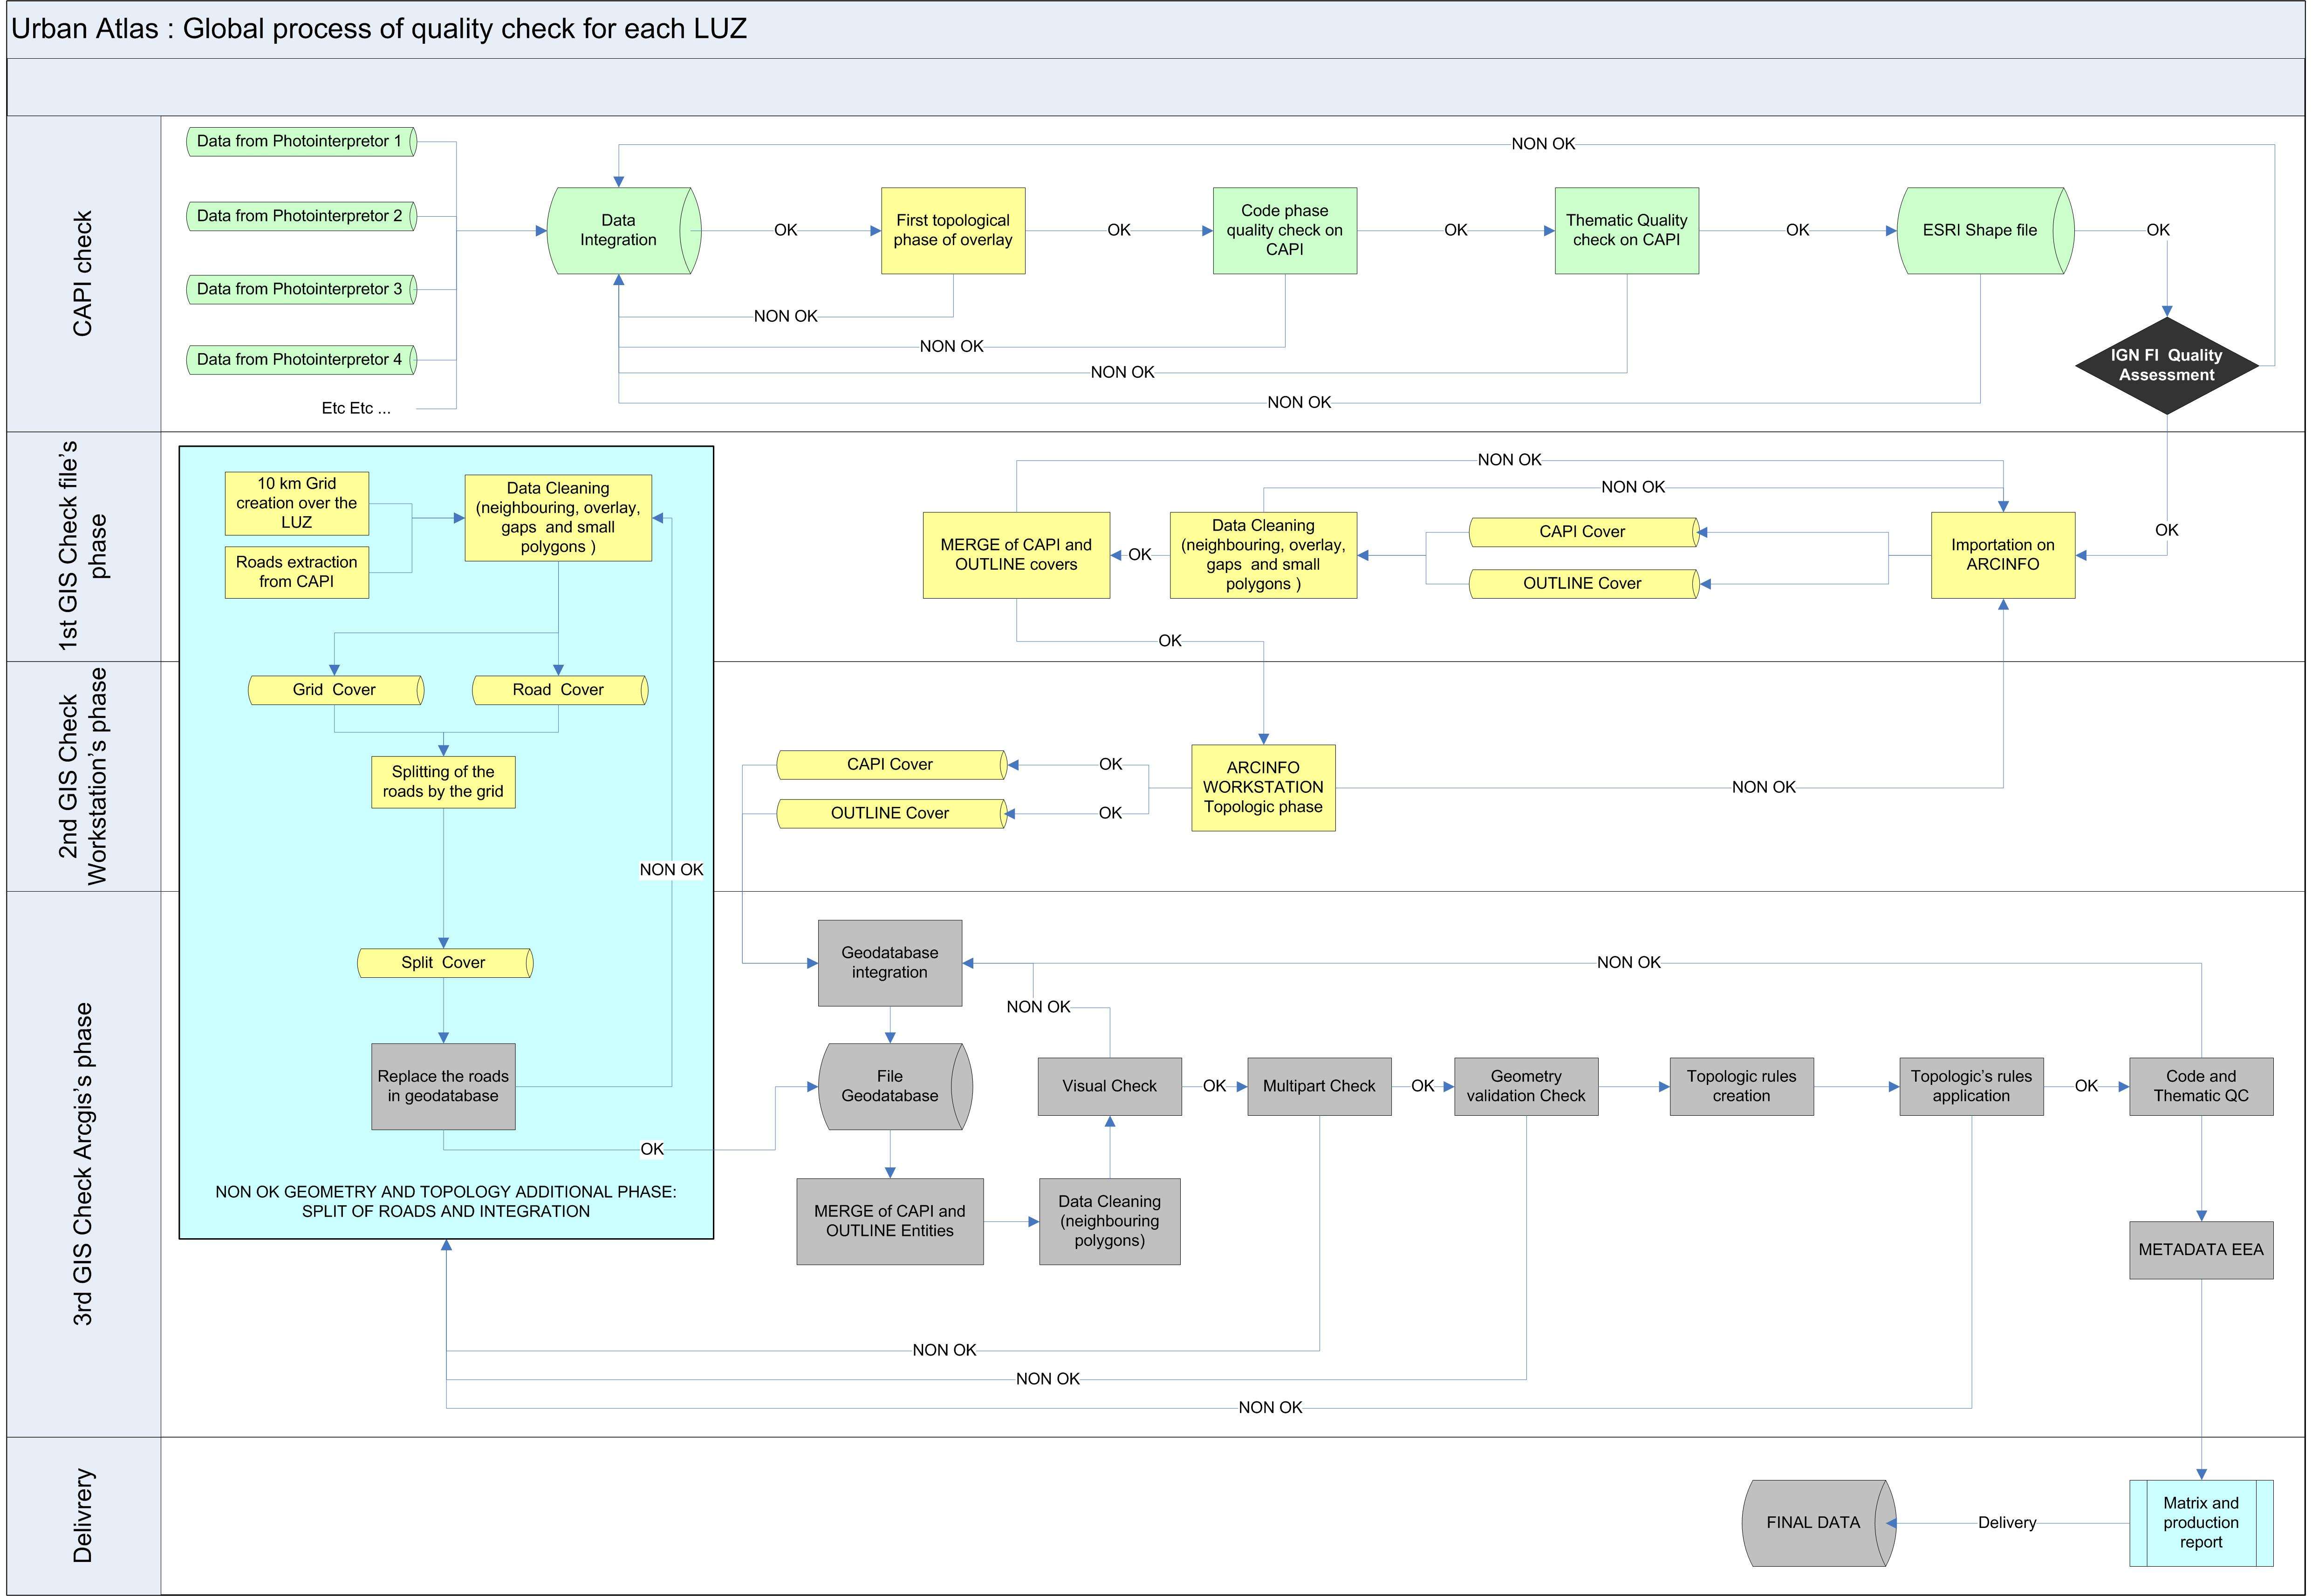 Urban Atlas : Global process of quality check for each LUZ
CAPI check
Data from Photointerpretor 1
Data from Photointerpretor 2
Data from Photointerpretor 3
Data from Photointerpretor 4
Etc Etc ...
NON OK
Data
Integration
OK
First topological
phase of overlay
OK
Code phase
quality check on
CAPI
OK
Thematic Quality
check on CAPI
OK
ESRI Shape file
OK
NON OK
NON OK
NON OK
NON OK
IGN FI  Quality
Assessment
1st GIS Check file's
phase
10 km Grid
creation over the
LUZ
Roads extraction
from CAPI
Data Cleaning
(neighbouring, overlay,
gaps  and small
polygons )
NON OK
NON OK
MERGE of CAPI and
OUTLINE covers
OK
Data Cleaning
(neighbouring, overlay,
gaps  and small
polygons )
CAPI Cover
OUTLINE Cover
Importation on
ARCINFO
OK
OK
2nd GIS Check
Workstation's phase
Grid  Cover
Road  Cover
Splitting of the
roads by the grid
NON OK
CAPI Cover
OK
OUTLINE Cover
OK
ARCINFO
WORKSTATION
Topologic phase
NON OK
3rd GIS Check Arcgis's phase
Split  Cover
Replace the roads
in geodatabase
OK
NON OK GEOMETRY AND TOPOLOGY ADDITIONAL PHASE:
SPLIT OF ROADS AND INTEGRATION
Geodatabase
integration
NON OK
NON OK
File
Geodatabase
Visual Check
OK
Multipart Check
OK
Geometry
validation Check
Topologic rules
creation
Topologic's rules
application
OK
Code and
Thematic QC
MERGE of CAPI and
OUTLINE Entities
Data Cleaning
(neighbouring
polygons)
METADATA EEA
NON OK
NON OK
NON OK
Delivrery
FINAL DATA
Delivery
Matrix and
production
report